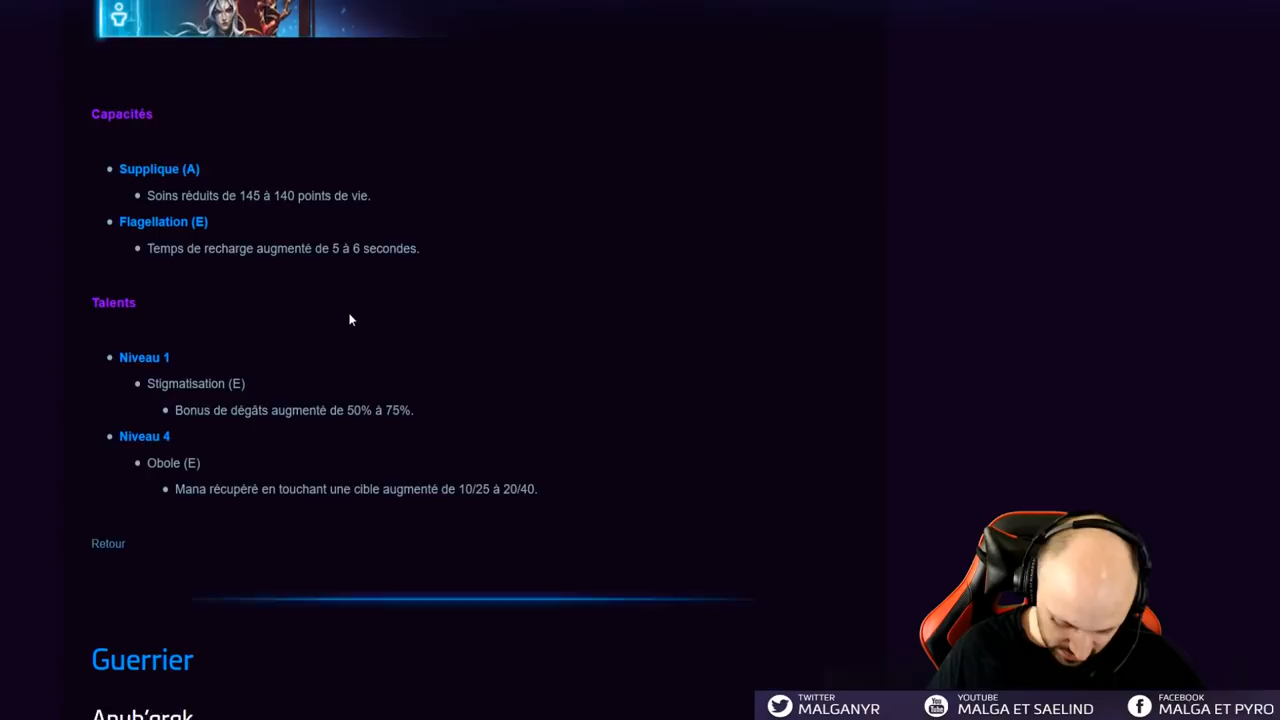 Capacités
Supplique (A)
Soins réduits de 145 à 140 points de vie.
Flagellation (E)
Temps de recharge augmenté de 5 à 6 secondes.
Talents
Niveau 1
Stigmatisation (E)
Bonus de dégâts augmenté de 50% à 75%.
Niveau 4
Obole (E)
Mana récupéré en touchant une cible augmenté de 10/25 à 20/40.
Retour
Guerrier
Anub'arak
TWITTER
MALGANYR
YOUTUBE
MALGA ET SAELIND
FACEBOOK
MALGA ET PYRO